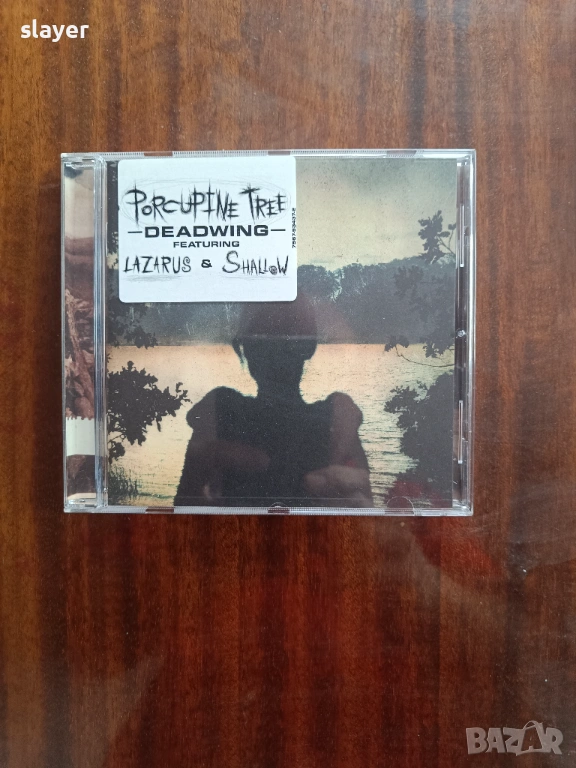 slayer
PORCUPINE TREE
—DEADWING—
FEATURING
LAZARUS & SHALLOW
BAZAR